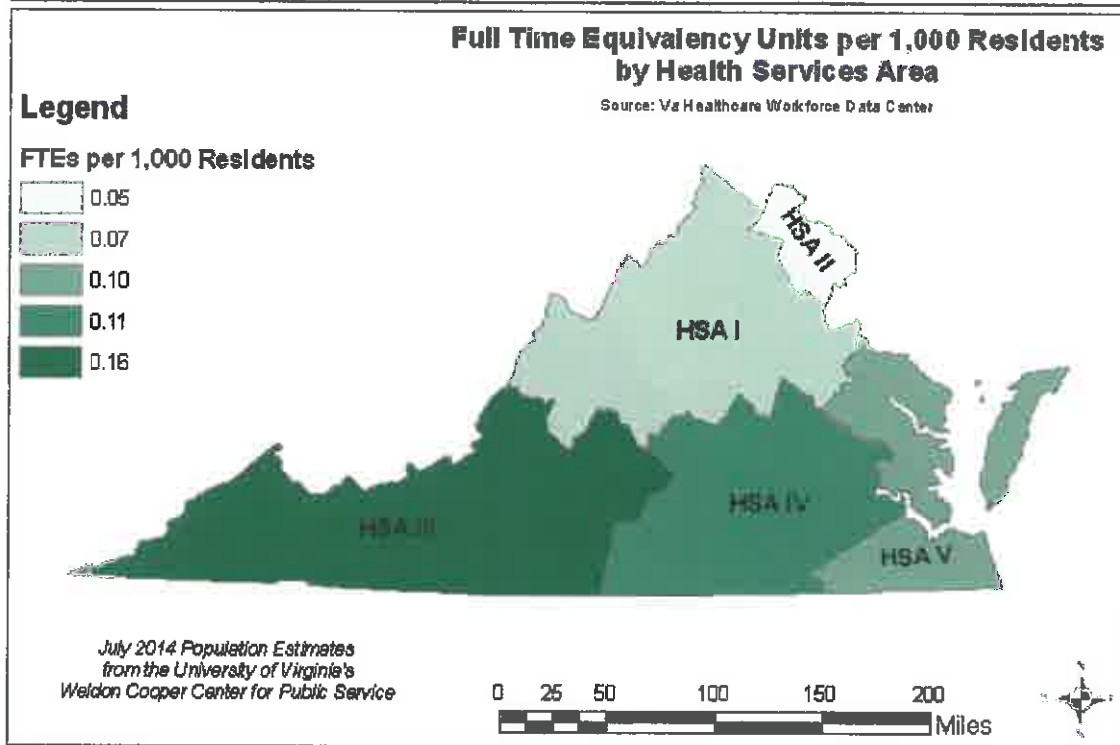 Full Time Equivalency Units per 1,000 Residents
by Health Services Area
Source: Va Healthcare Workforce Data Center
Legend
FTEs per 1,000 Residents
0.05
0.07
0.10
0.11
0.16
HSA II
HSA I
HSA IV
HSA III
HSA V
July 2014 Population Estimates
from the University of Virginia's
Weldon Cooper Center for Public Service
0 25 50 100 150 200
Miles